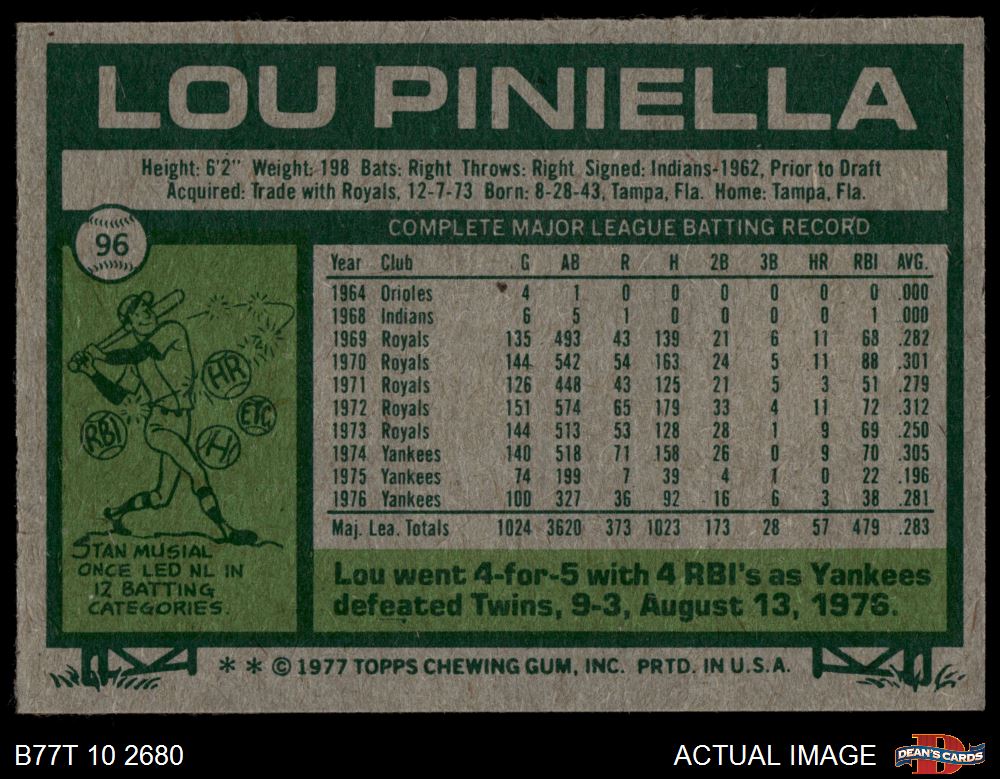 LOU PINIELLA
Height: 6'2" Weight: 198 Bats: Right Throws: Right Signed: Indians-1962, Prior to Draft
Acquired: Trade with Royals, 12-7-73 Born: 8-28-43, Tampa, Fla. Home: Tampa, Fla.
96
COMPLETE MAJOR LEAGUE BATTING RECORD
Year Club G AB R H 2B 3B HR RBI AVG.
1964 Orioles 4 1 0 0 0 0 0 0 .000
1968 Indians 6 5 1 0 0 0 0 1 .000
1969 Royals 135 493 43 139 21 6 11 68 .282
1970 Royals 144 542 54 163 24 5 11 88 .301
1971 Royals 126 448 43 125 21 5 3 51 .279
1972 Royals 151 574 65 179 33 4 11 72 .312
1973 Royals 144 513 53 128 28 1 9 69 .250
1974 Yankees 140 518 71 158 26 0 9 70 .305
1975 Yankees 74 199 7 39 4 1 0 22 .196
1976 Yankees 100 327 36 92 16 6 3 38 .281
Maj. Lea. Totals 1024 3620 373 1023 173 28 57 479 .283
HR
ETC
RBI
H
STAN MUSIAL
ONCE LED NL IN
12 BATTING
CATEGORIES.
Lou went 4-for-5 with 4 RBI's as Yankees
defeated Twins, 9-3, August 13, 1976.
* * © 1977 TOPPS CHEWING GUM, INC. PRTD. IN U.S.A.
B77T 10 2680
ACTUAL IMAGE
DEAN'S CARDS